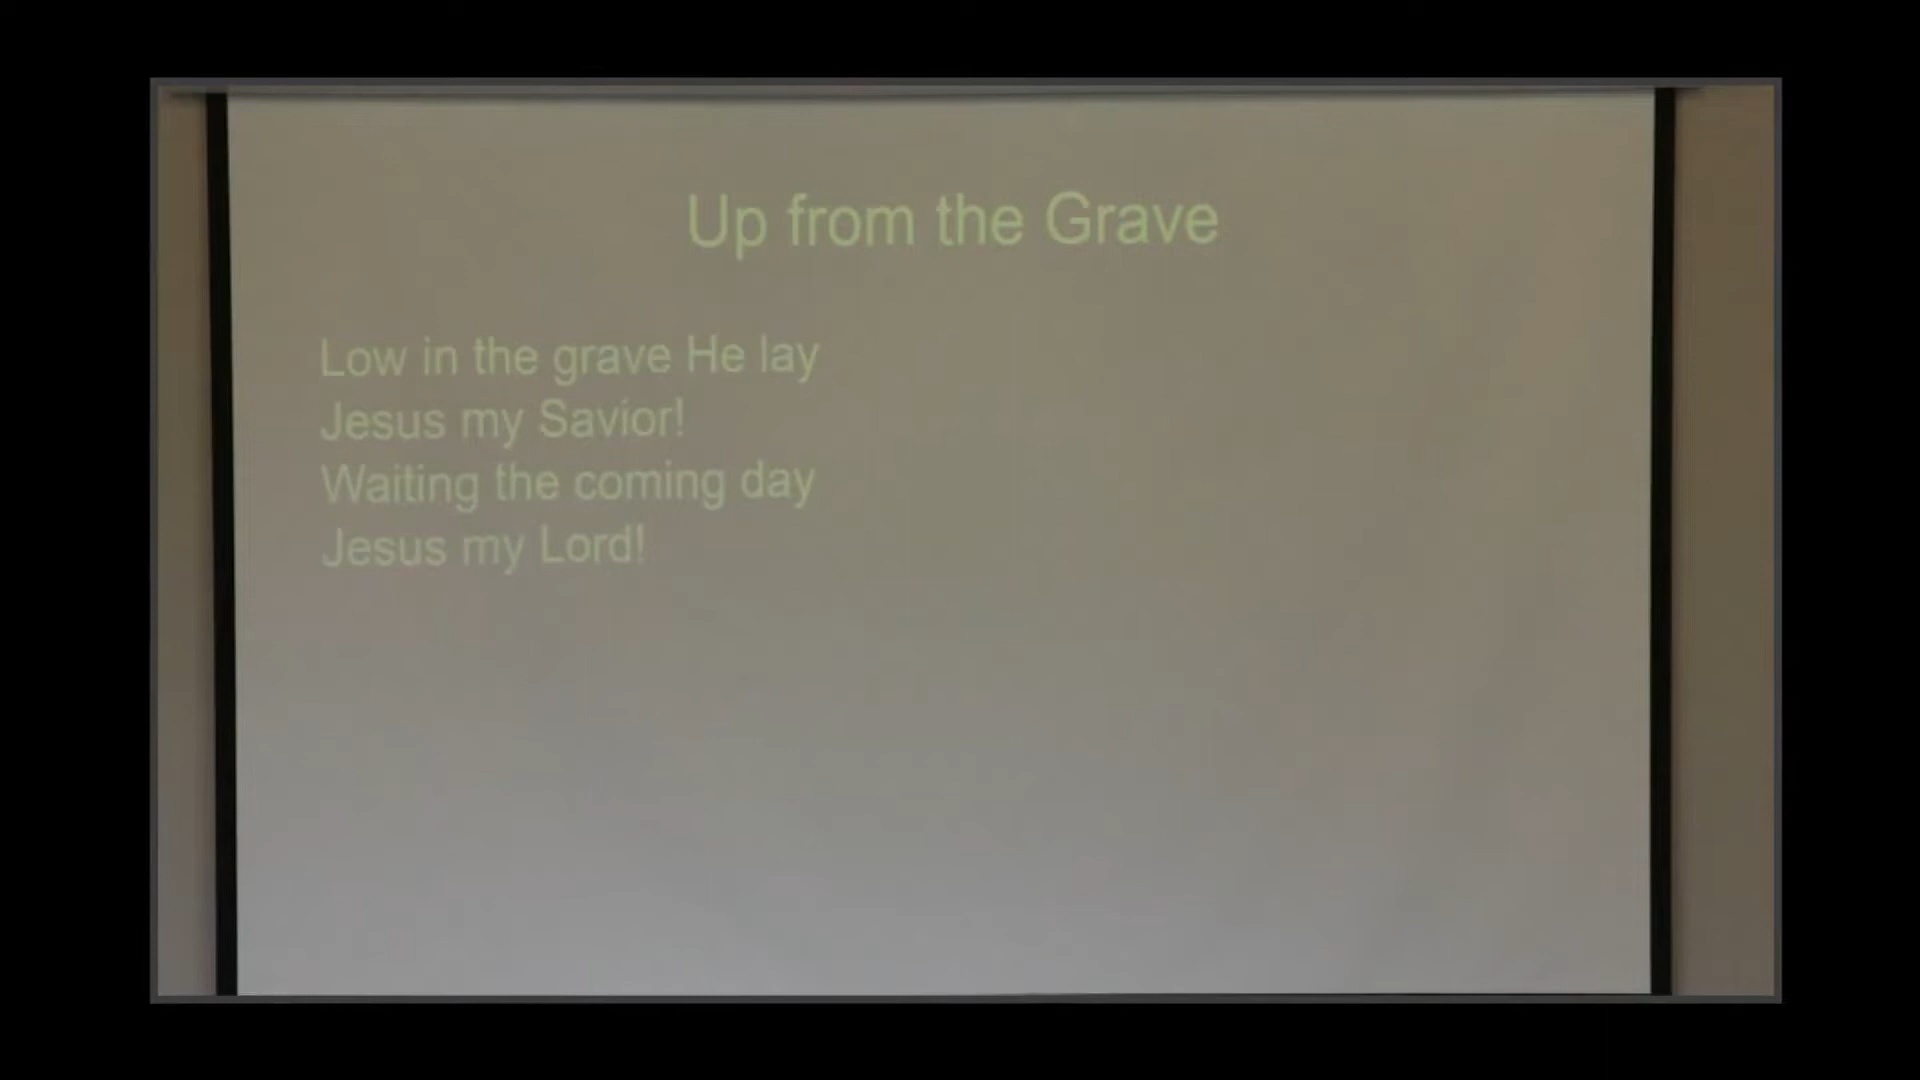 Up from the Grave
Low in the grave He lay
Jesus my Savior!
Waiting the coming day
Jesus my Lord!